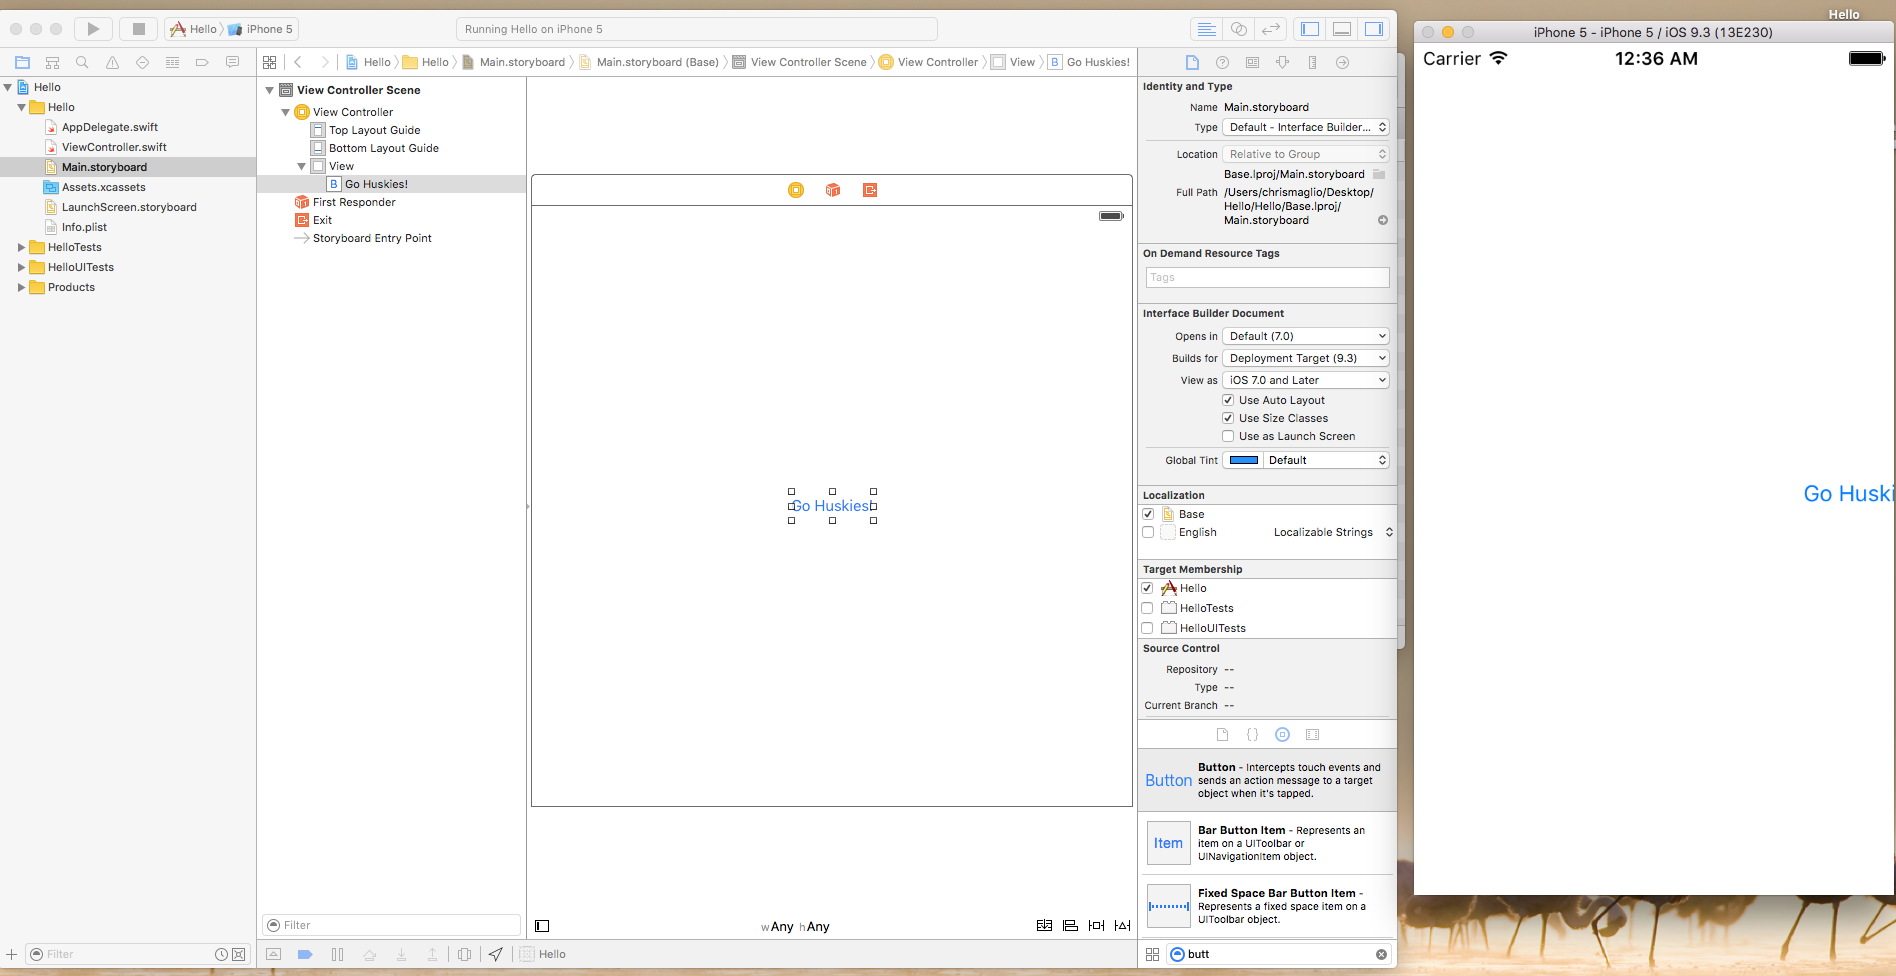 Hello
Hello iPhone 5
Running Hello on iPhone 5
iPhone 5 - iPhone 5 / iOS 9.3 (13E230)
Carrier 12:36 AM
Hello Hello Main.storyboard Main.storyboard (Base) View Controller Scene View Controller View B Go Huskies!
Hello
Hello
AppDelegate.swift
ViewController.swift
Main.storyboard
Assets.xcassets
LaunchScreen.storyboard
Info.plist
HelloTests
HelloUITests
Products
Filter
View Controller Scene
View Controller
Top Layout Guide
Bottom Layout Guide
View
B Go Huskies!
First Responder
Exit
Storyboard Entry Point
Filter
Go Huskies!
wAny hAny
Hello
Identity and Type
Name Main.storyboard
Type Default - Interface Builder...
Location Relative to Group
Base.lproj/Main.storyboard
Full Path /Users/chrismaglio/Desktop/
Hello/Hello/Base.lproj/
Main.storyboard
On Demand Resource Tags
Tags
Interface Builder Document
Opens in Default (7.0)
Builds for Deployment Target (9.3)
View as iOS 7.0 and Later
Use Auto Layout
Use Size Classes
Use as Launch Screen
Global Tint Default
Localization
Base
English Localizable Strings
Target Membership
Hello
HelloTests
HelloUITests
Source Control
Repository --
Type --
Current Branch --
{}
Button
Button - Intercepts touch events and
sends an action message to a target
object when it's tapped.
Item
Bar Button Item - Represents an
item on a UIToolbar or
UINavigationItem object.
Fixed Space Bar Button Item -
Represents a fixed space item on a
UIToolbar object.
butt
Go Huski